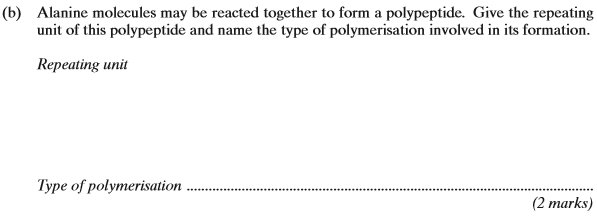 (b) Alanine molecules may be reacted together to form a polypeptide. Give the repeating
unit of this polypeptide and name the type of polymerisation involved in its formation.
Repeating unit
Type of polymerisation ....................................................................................................
(2 marks)